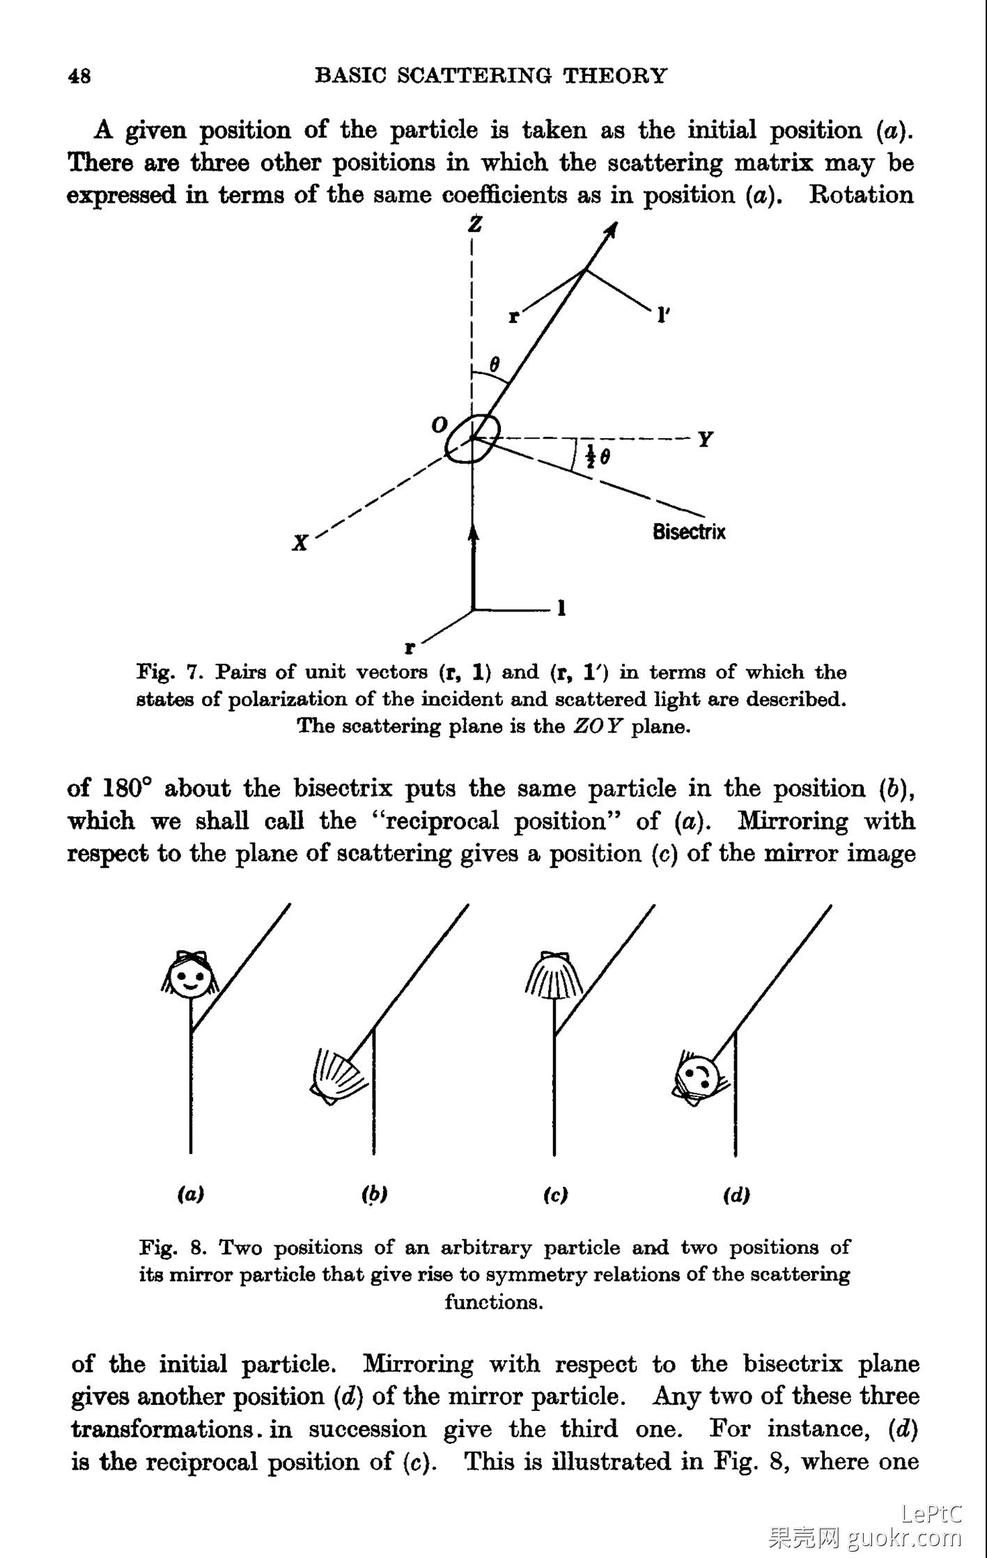 48
BASIC SCATTERING THEORY
A given position of the particle is taken as the initial position (a).
There are three other positions in which the scattering matrix may be
expressed in terms of the same coefficients as in position (a). Rotation
Z
r
l'
θ
O
Y
½θ
X
Bisectrix
l
r
Fig. 7. Pairs of unit vectors (r, l) and (r, l′) in terms of which the
states of polarization of the incident and scattered light are described.
The scattering plane is the ZOY plane.
of 180° about the bisectrix puts the same particle in the position (b),
which we shall call the “reciprocal position” of (a). Mirroring with
respect to the plane of scattering gives a position (c) of the mirror image
(a) (b) (c) (d)
Fig. 8. Two positions of an arbitrary particle and two positions of
its mirror particle that give rise to symmetry relations of the scattering
functions.
of the initial particle. Mirroring with respect to the bisectrix plane
gives another position (d) of the mirror particle. Any two of these three
transformations. in succession give the third one. For instance, (d)
is the reciprocal position of (c). This is illustrated in Fig. 8, where one
LePtC
果壳网 guokr.com